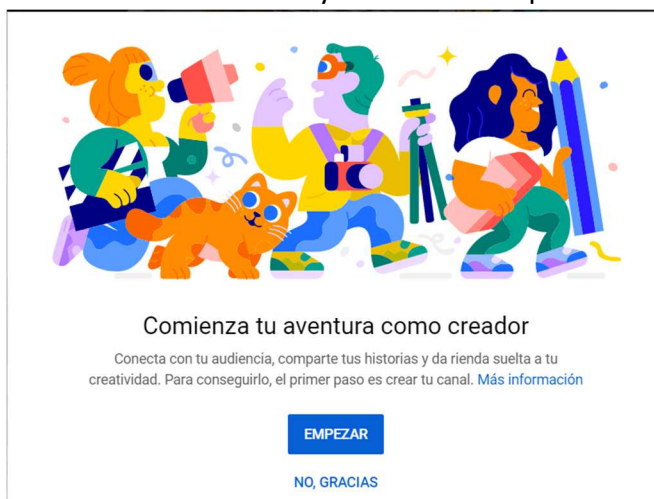 Comienza tu aventura como creador
Conecta con tu audiencia, comparte tus historias y da rienda suelta a tu
creatividad. Para conseguirlo, el primer paso es crear tu canal. Más información
EMPEZAR
NO, GRACIAS